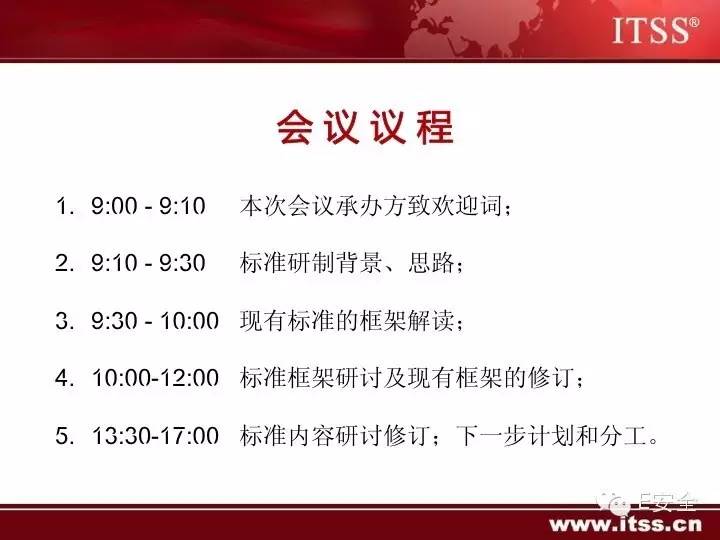 ITSS®
会议议程
1. 9:00 - 9:10 本次会议承办方致欢迎词；
2. 9:10 - 9:30 标准研制背景、思路；
3. 9:30 - 10:00 现有标准的框架解读；
4. 10:00-12:00 标准框架研讨及现有框架的修订；
5. 13:30-17:00 标准内容研讨修订；下一步计划和分工。
E安全
www.itss.cn